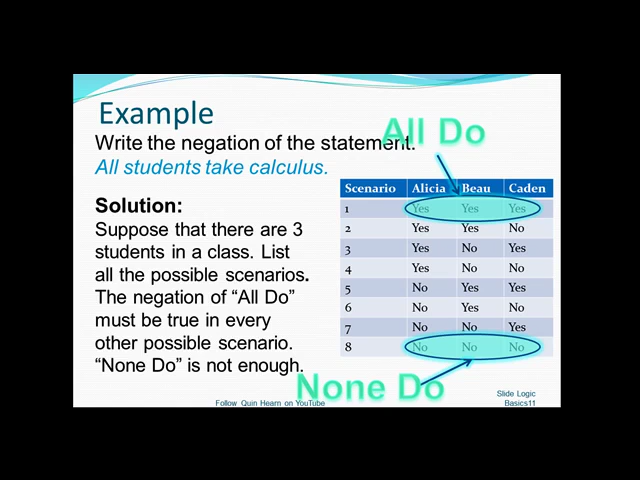 Example
All Do
Write the negation of the statement.
All students take calculus.
Solution:
Suppose that there are 3
students in a class. List
all the possible scenarios.
The negation of “All Do”
must be true in every
other possible scenario.
“None Do” is not enough.
Scenario Alicia Beau Caden
1 Yes Yes Yes
2 Yes Yes No
3 Yes No Yes
4 Yes No No
5 No Yes Yes
6 No Yes No
7 No No Yes
8 No No No
None Do
Follow Quin Hearn on YouTube
Slide Logic
Basics11